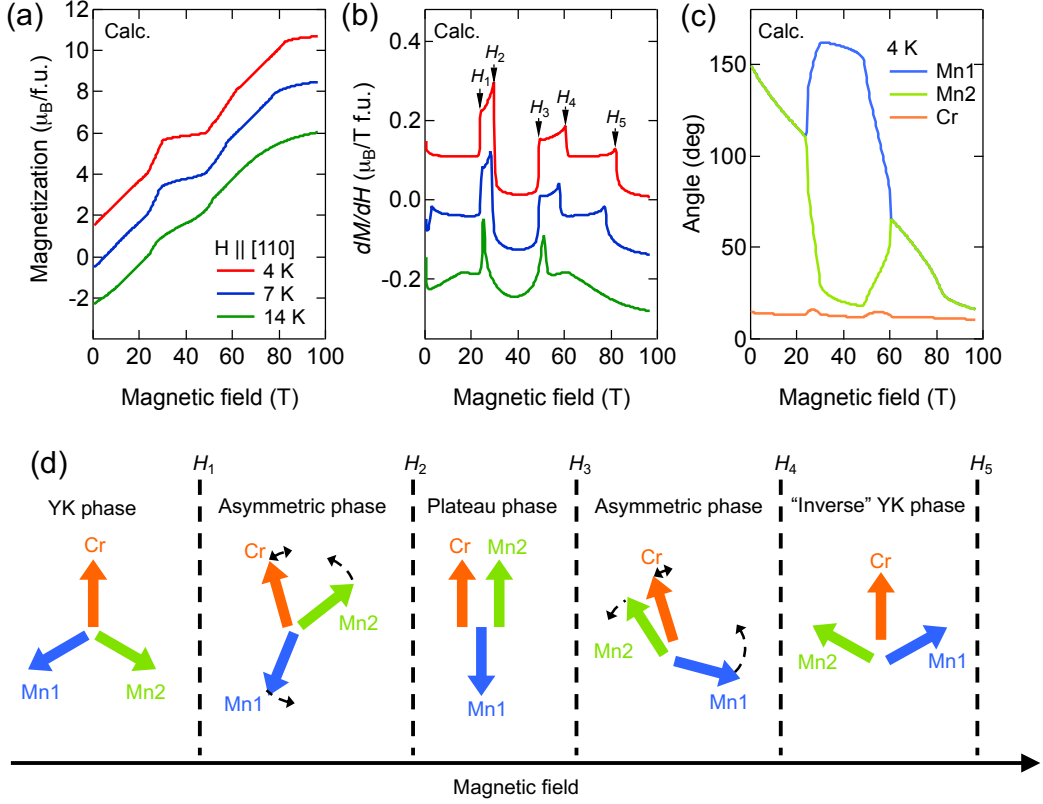 (a)
Calc.
Magnetization (μB/f.u.)
12
10
8
6
4
2
0
-2
H || [110]
4 K
7 K
14 K
0 20 40 60 80 100
Magnetic field (T)
(b)
Calc.
dM/dH (μB/T f.u.)
0.4
0.2
0.0
-0.2
H1
H2
H3
H4
H5
0 20 40 60 80 100
Magnetic field (T)
(c)
Calc.
4 K
Mn1
Mn2
Cr
Angle (deg)
150
100
50
0
0 20 40 60 80 100
Magnetic field (T)
(d)
H1 H2 H3 H4 H5
YK phase
Cr
Mn1
Mn2
Asymmetric phase
Cr
Mn2
Mn1
Plateau phase
Cr
Mn2
Mn1
Asymmetric phase
Cr
Mn2
Mn1
“Inverse” YK phase
Cr
Mn2
Mn1
Magnetic field